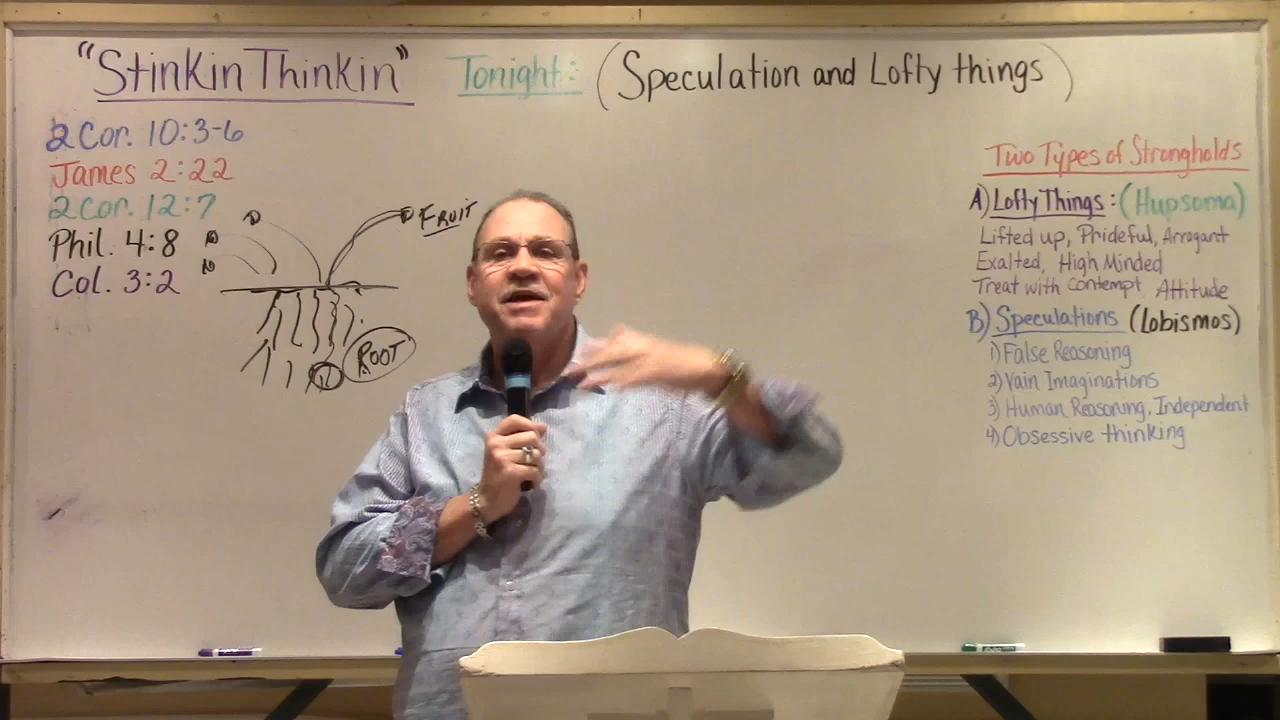 "Stinkin Thinkin" Tonight: (Speculation and Lofty things)
2 Cor. 10:3-6
James 2:22
2 Cor. 12:7
Phil. 4:8
Col. 3:2
FRUIT
ROOT
Two Types of Strongholds
A) Lofty Things: (Hupsoma)
Lifted up, Prideful, Arrogant
Exalted, High Minded
Treat with contempt Attitude
B) Speculations (Lobismos)
1) False Reasoning
2) Vain Imaginations
3) Human Reasoning, Independent
4) Obsessive thinking